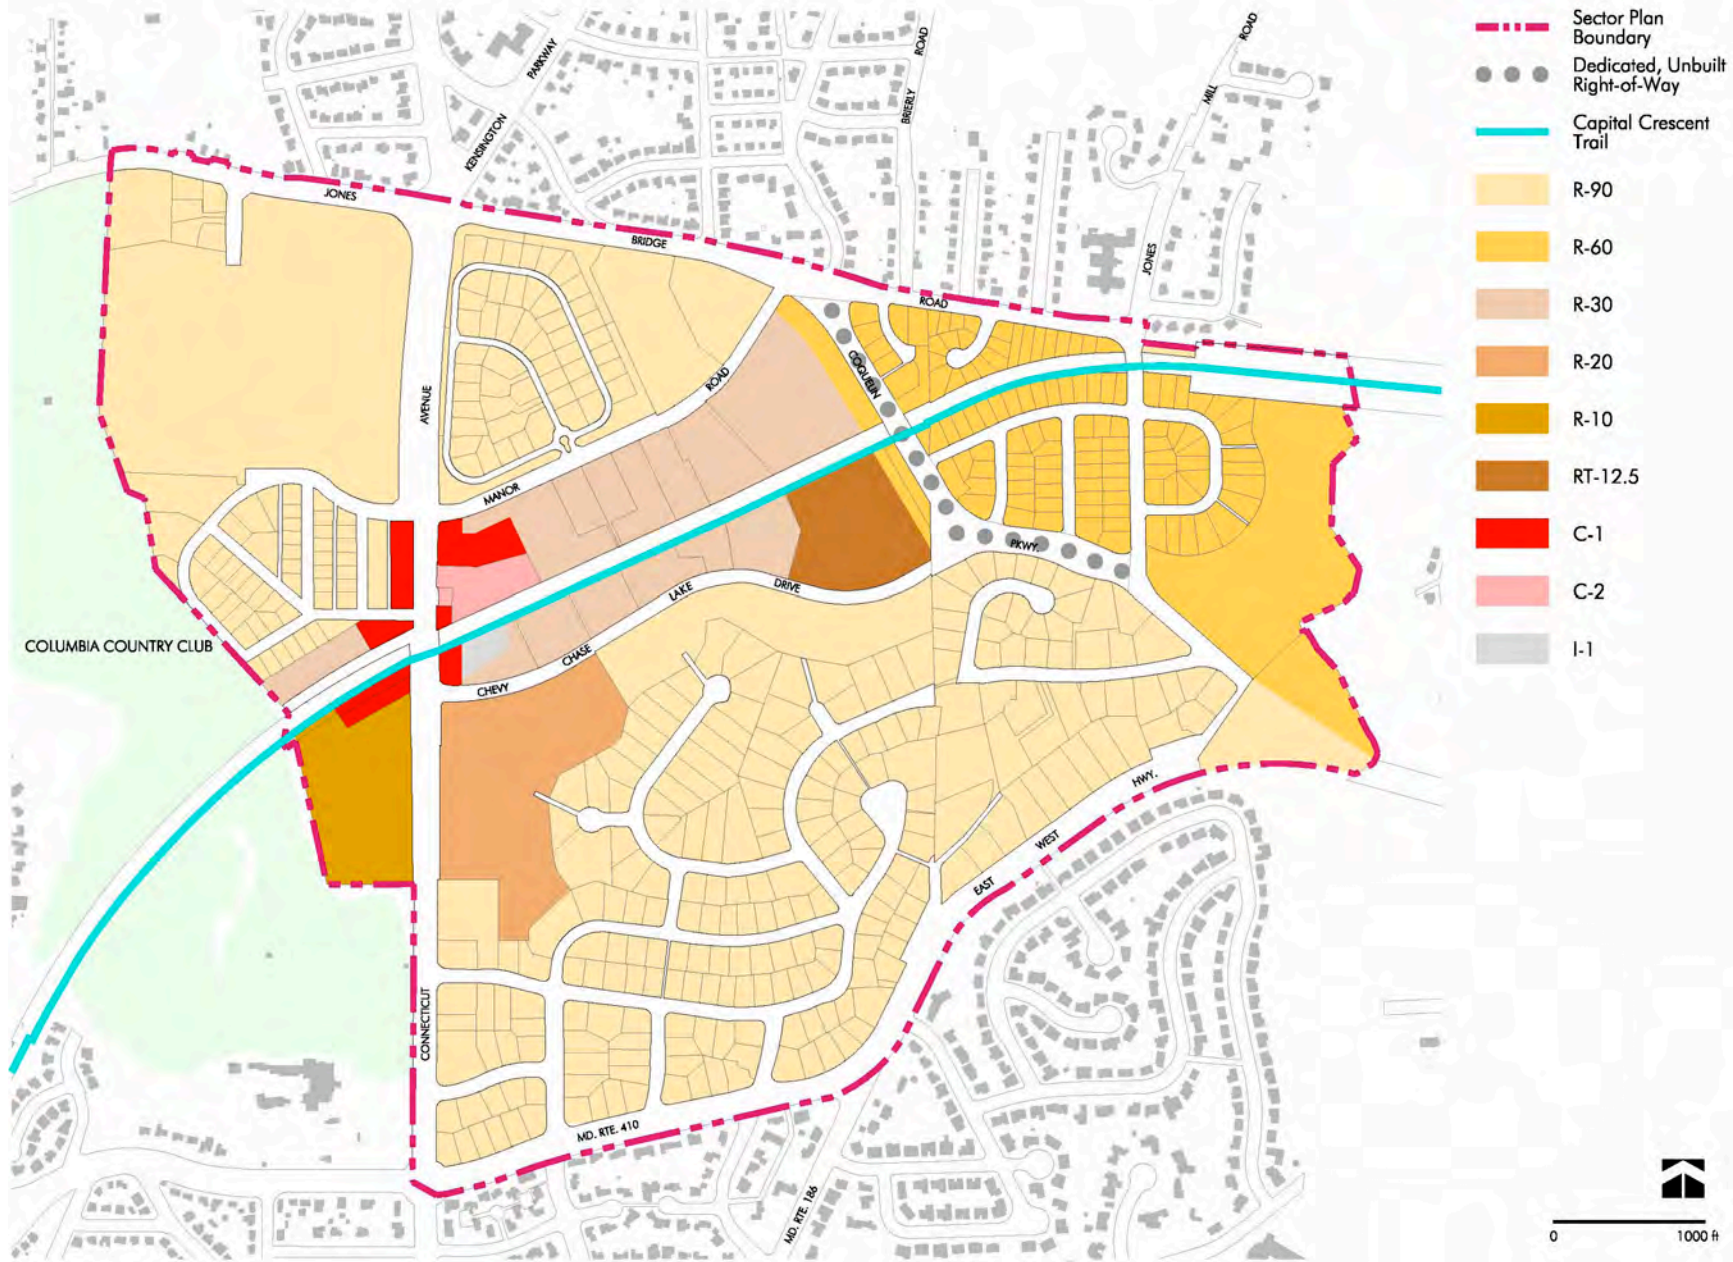 Sector Plan
Boundary
Dedicated, Unbuilt
Right-of-Way
Capital Crescent
Trail
R-90
R-60
R-30
R-20
R-10
RT-12.5
C-1
C-2
I-1
PARKWAY
KENSINGTON
ROAD
BRIERLY
ROAD
MILL
JONES
JONES
BRIDGE
ROAD
AVENUE
ROAD
MANOR
COQUELIN
PKWY.
LAKE
DRIVE
CHASE
CHEVY
COLUMBIA COUNTRY CLUB
HWY.
WEST
EAST
CONNECTICUT
MD. RTE. 410
MD. RTE. 186
0
1000 ft